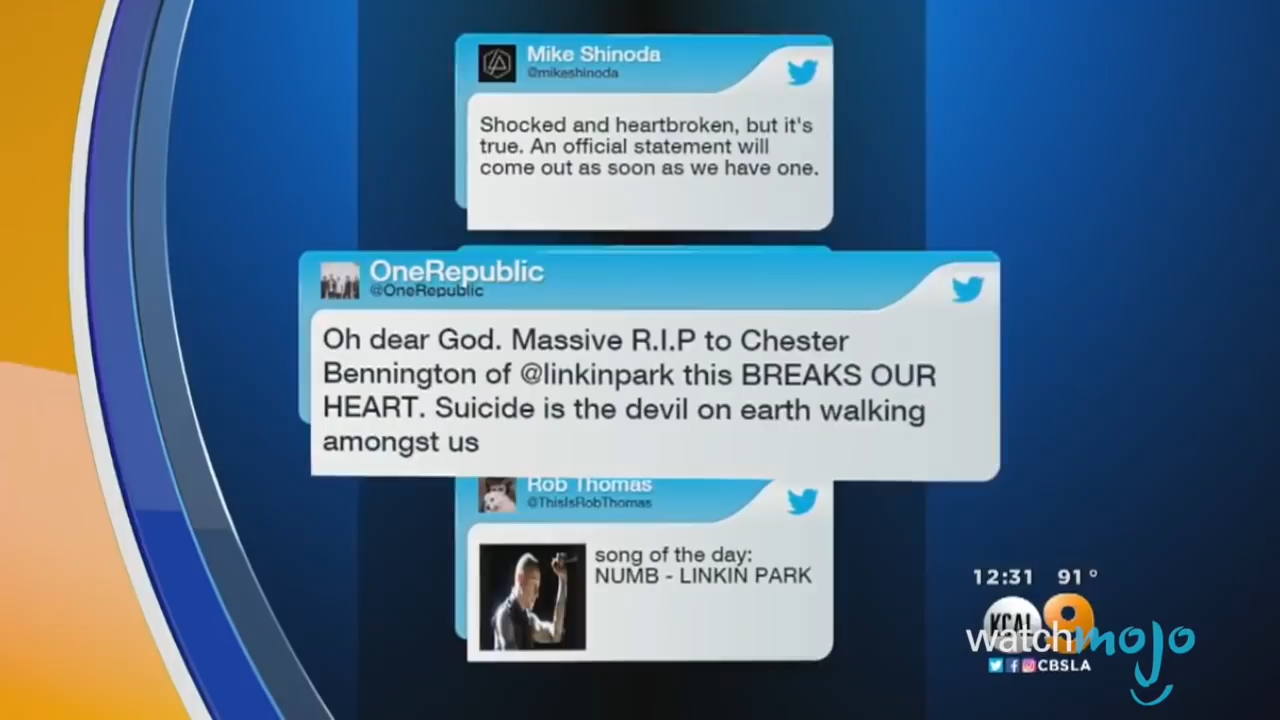 Mike Shinoda
@mikeshinoda
Shocked and heartbroken, but it's
true. An official statement will
come out as soon as we have one.
OneRepublic
@OneRepublic
Oh dear God. Massive R.I.P to Chester
Bennington of @linkinpark this BREAKS OUR
HEART. Suicide is the devil on earth walking
amongst us
Rob Thomas
@ThisIsRobThomas
song of the day:
NUMB - LINKIN PARK
12:31 91°
KCAL 9
watchmojo
CBSLA